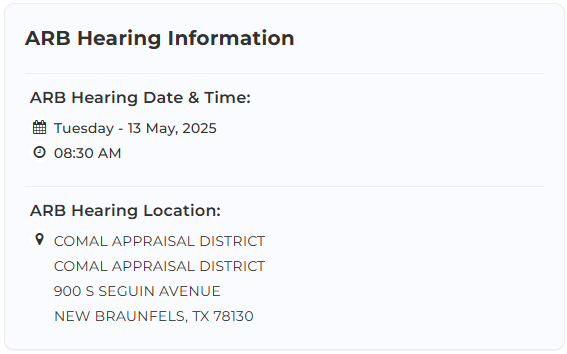 ARB Hearing Information
ARB Hearing Date & Time:
Tuesday - 13 May, 2025
08:30 AM
ARB Hearing Location:
COMAL APPRAISAL DISTRICT
COMAL APPRAISAL DISTRICT
900 S SEGUIN AVENUE
NEW BRAUNFELS, TX 78130